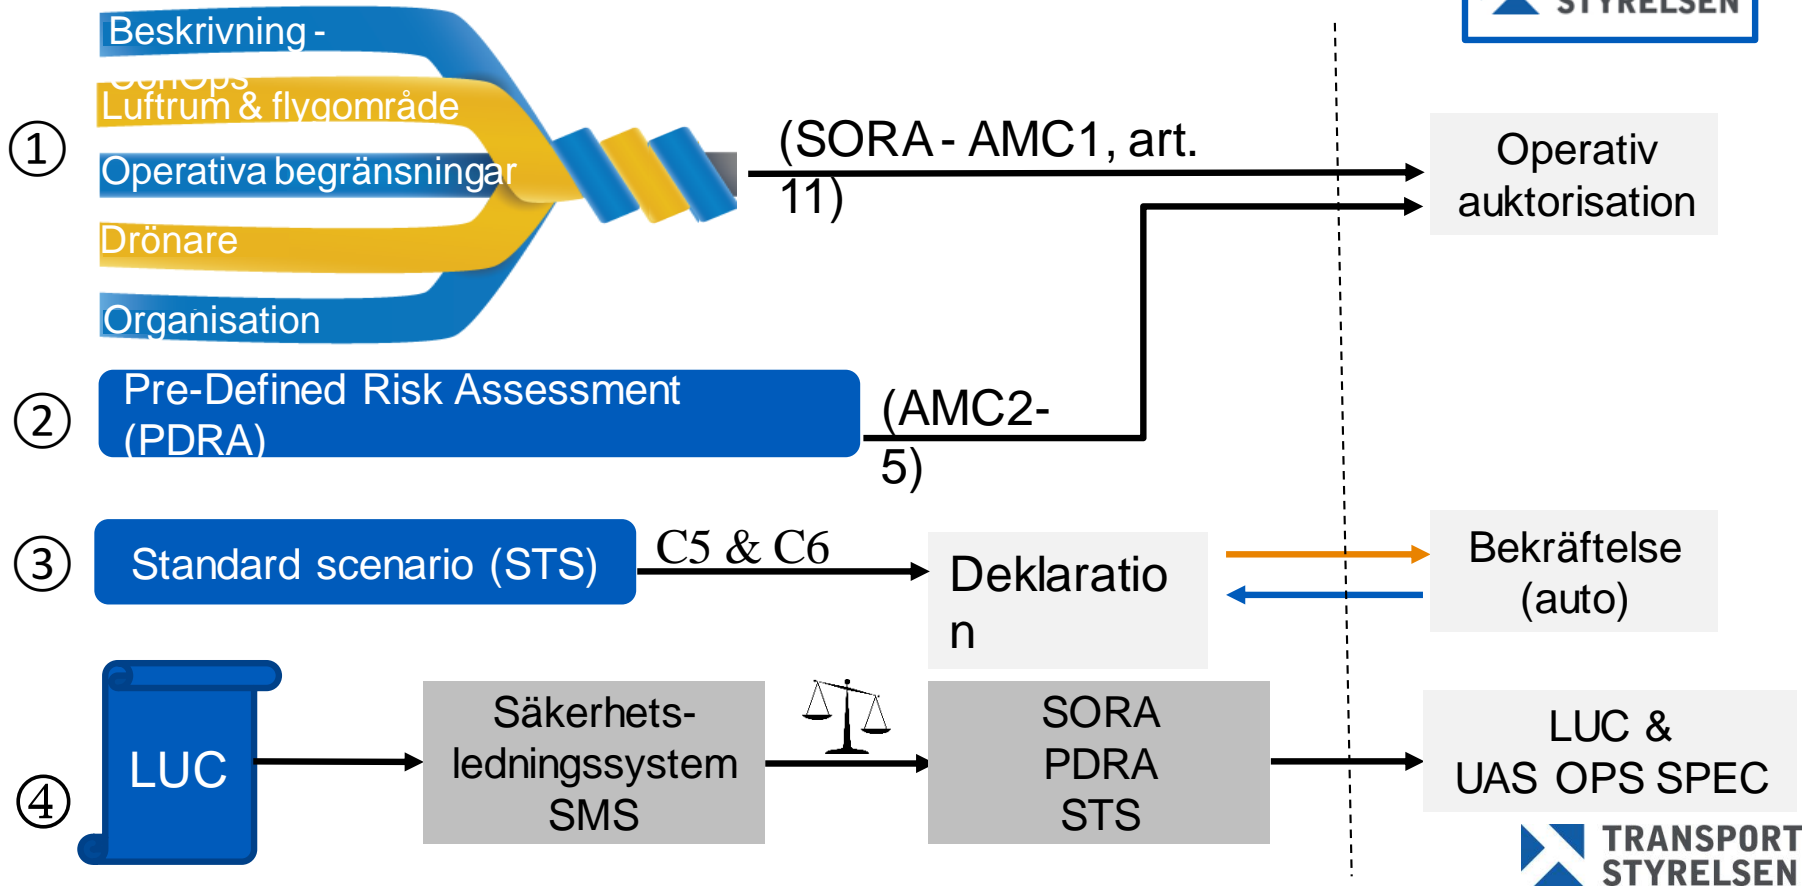 STYRELSEN
Beskrivning -
ConOps
Luftrum & flygområde
① Operativa begränsningar
Drönare
Organisation
(SORA - AMC1, art.
11)
Operativ
auktorisation
② Pre-Defined Risk Assessment
(PDRA)
(AMC2-
5)
③ Standard scenario (STS)
C5 & C6
Deklaratio
n
Bekräftelse
(auto)
④ LUC
Säkerhets-
ledningssystem
SMS
SORA
PDRA
STS
LUC &
UAS OPS SPEC
TRANSPORT
STYRELSEN